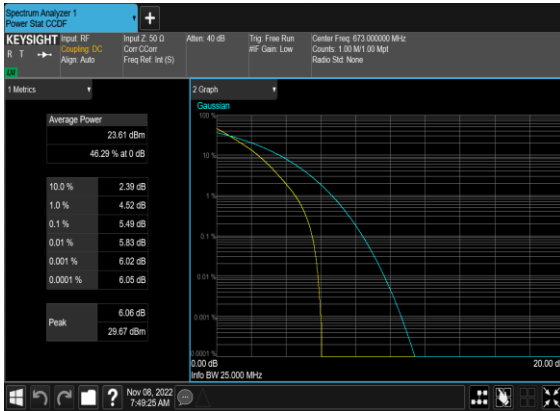 Spectrum Analyzer 1
Power Stat CCDF
+
KEYSIGHT
R T
LW
Input: RF
Coupling: DC
Align: Auto
Input Z: 50 Ω
Corr CCorr
Freq Ref: Int (S)
Atten: 40 dB
Trig: Free Run
#IF Gain: Low
Center Freq: 673.000000 MHz
Counts: 1.00 M/1.00 Mpt
Radio Std: None
1 Metrics
Average Power
23.61 dBm
46.29 % at 0 dB
10.0 % 2.39 dB
1.0 % 4.52 dB
0.1 % 5.49 dB
0.01 % 5.83 dB
0.001 % 6.02 dB
0.0001 % 6.05 dB
Peak
6.06 dB
29.67 dBm
2 Graph
Gaussian
100 %
10 %
1 %
0.1 %
0.01 %
0.001 %
0.0001 %
0.00 dB
20.00 d
Info BW 25.000 MHz
?
Nov 08, 2022
7:49:25 AM